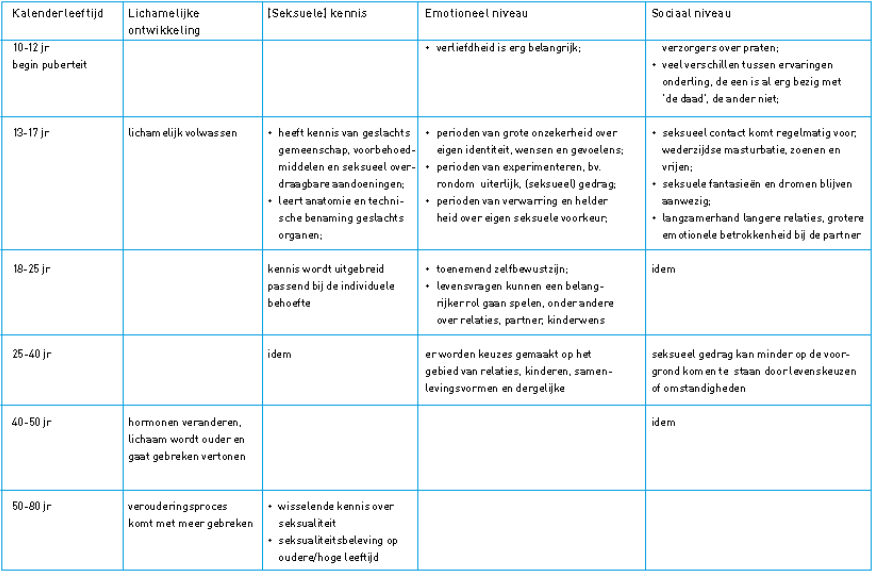 Kalenderleeftijd
Lichamelijke
ontwikkeling
[Seksuele] kennis
Emotioneel niveau
Sociaal niveau
10-12 jr
begin puberteit
• verliefdheid is erg belangrijk;
verzorgers over praten;
• veel verschillen tussen ervaringen
onderling, de een is al erg bezig met
'de daad', de ander niet;
13-17 jr
lichamelijk volwassen
• heeft kennis van geslachts
gemeenschap, voorbehoed-
middelen en seksueel over-
draagbare aandoeningen;
• leert anatomie en techni-
sche benaming geslachts
organen;
• perioden van grote onzekerheid over
eigen identiteit, wensen en gevoelens;
• perioden van experimenteren, bv.
rondom uiterlijk, (seksueel) gedrag;
• perioden van verwarring en helder
heid over eigen seksuele voorkeur;
• seksueel contact komt regelmatig voor,
wederzijdse masturbatie, zoenen en
vrijen;
• seksuele fantasieën en dromen blijven
aanwezig;
• langzamerhand langere relaties, grotere
emotionele betrokkenheid bij de partner
18-25 jr
kennis wordt uitgebreid
passend bij de individuele
behoefte
• toenemend zelfbewustzijn;
• levensvragen kunnen een belang-
rijker rol gaan spelen, onder andere
over relaties, partner, kinderwens
idem
25-40 jr
idem
er worden keuzes gemaakt op het
gebied van relaties, kinderen, samen-
levingsvormen en dergelijke
seksueel gedrag kan minder op de voor-
grond komen te staan door levenskeuzen
of omstandigheden
40-50 jr
hormonen veranderen,
lichaam wordt ouder en
gaat gebreken vertonen
idem
50-80 jr
verouderingsproces
komt met meer gebreken
• wisselende kennis over
seksualiteit
• seksualiteitsbeleving op
oudere/hoge leeftijd